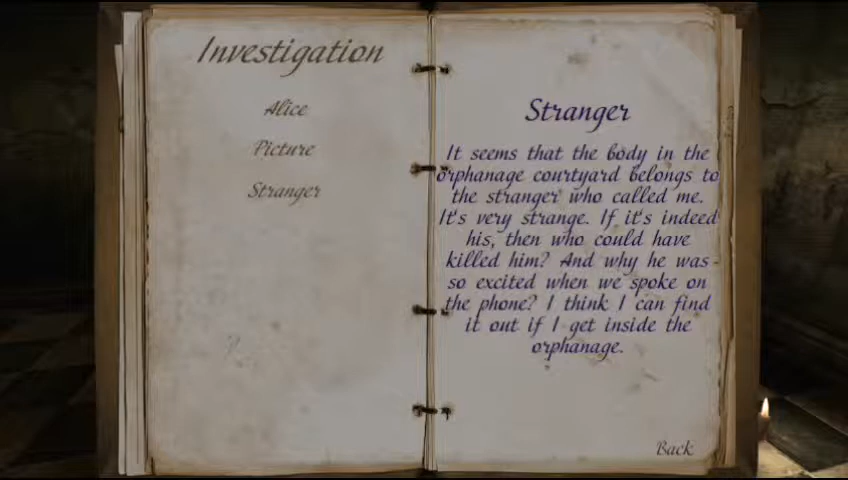 Investigation
Alice
Picture
Stranger
Stranger
It seems that the body in the
orphanage courtyard belongs to
the stranger who called me.
It's very strange. If it's indeed
his, then who could have
killed him? And why he was
so excited when we spoke on
the phone? I think I can find
it out if I get inside the
orphanage.
Back